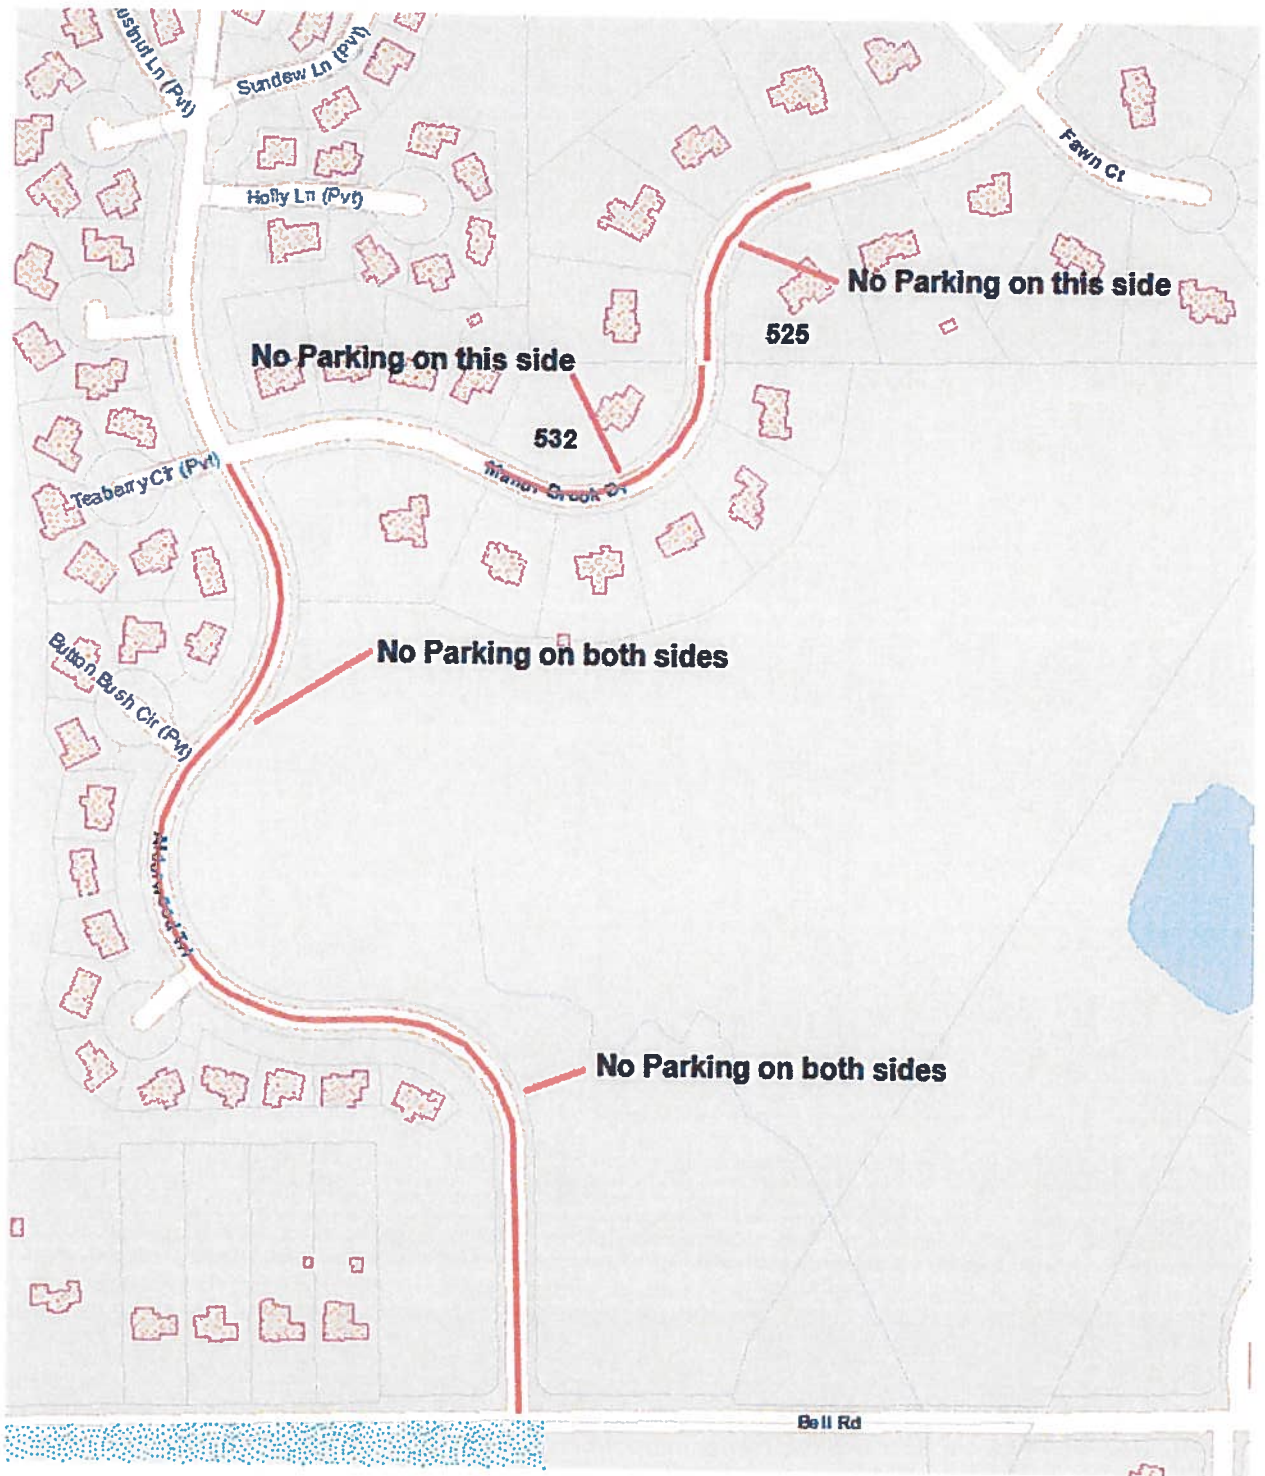 Sundew Ln (Pvt)
Holly Ln (Pvt)
Fawn Ct
No Parking on this side
525
No Parking on this side
532
Teaberry Cir (Pvt)
No Parking on both sides
Button Bush Cir (Pvt)
No Parking on both sides
Bell Rd